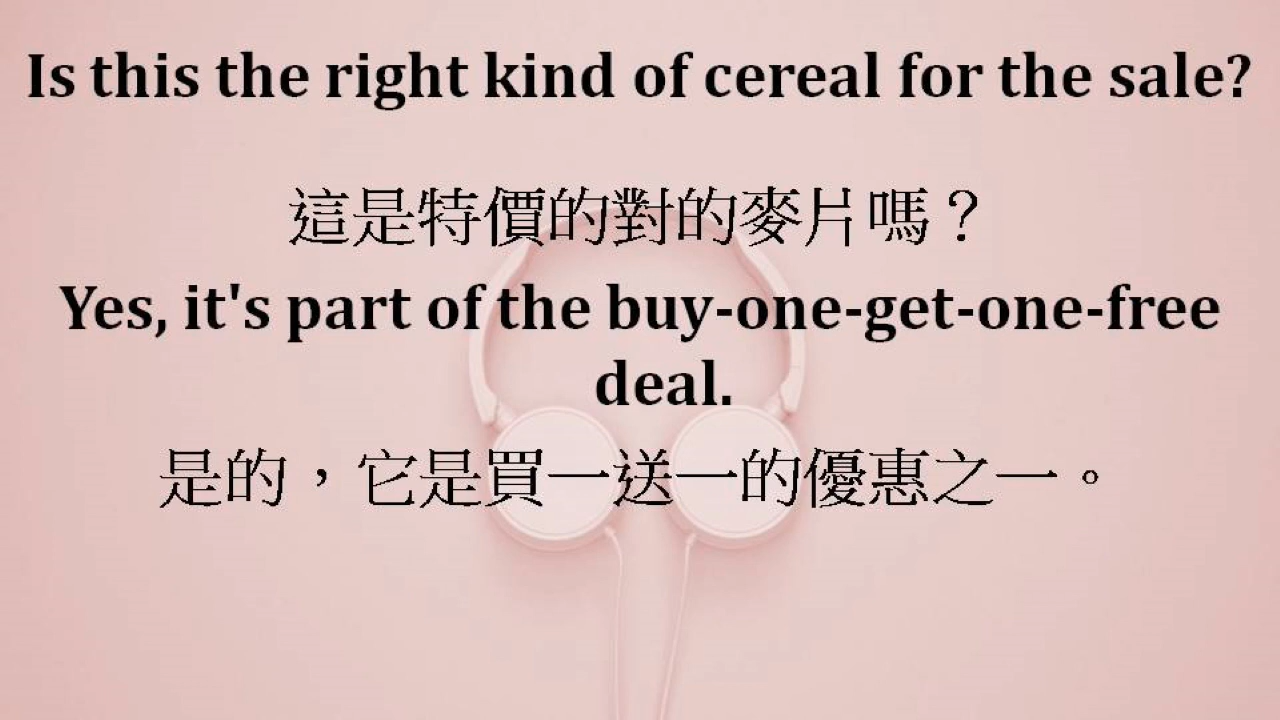 Is this the right kind of cereal for the sale?
這是特價的對的麥片嗎？
Yes, it's part of the buy-one-get-one-free
deal.
是的，它是買一送一的優惠之一。